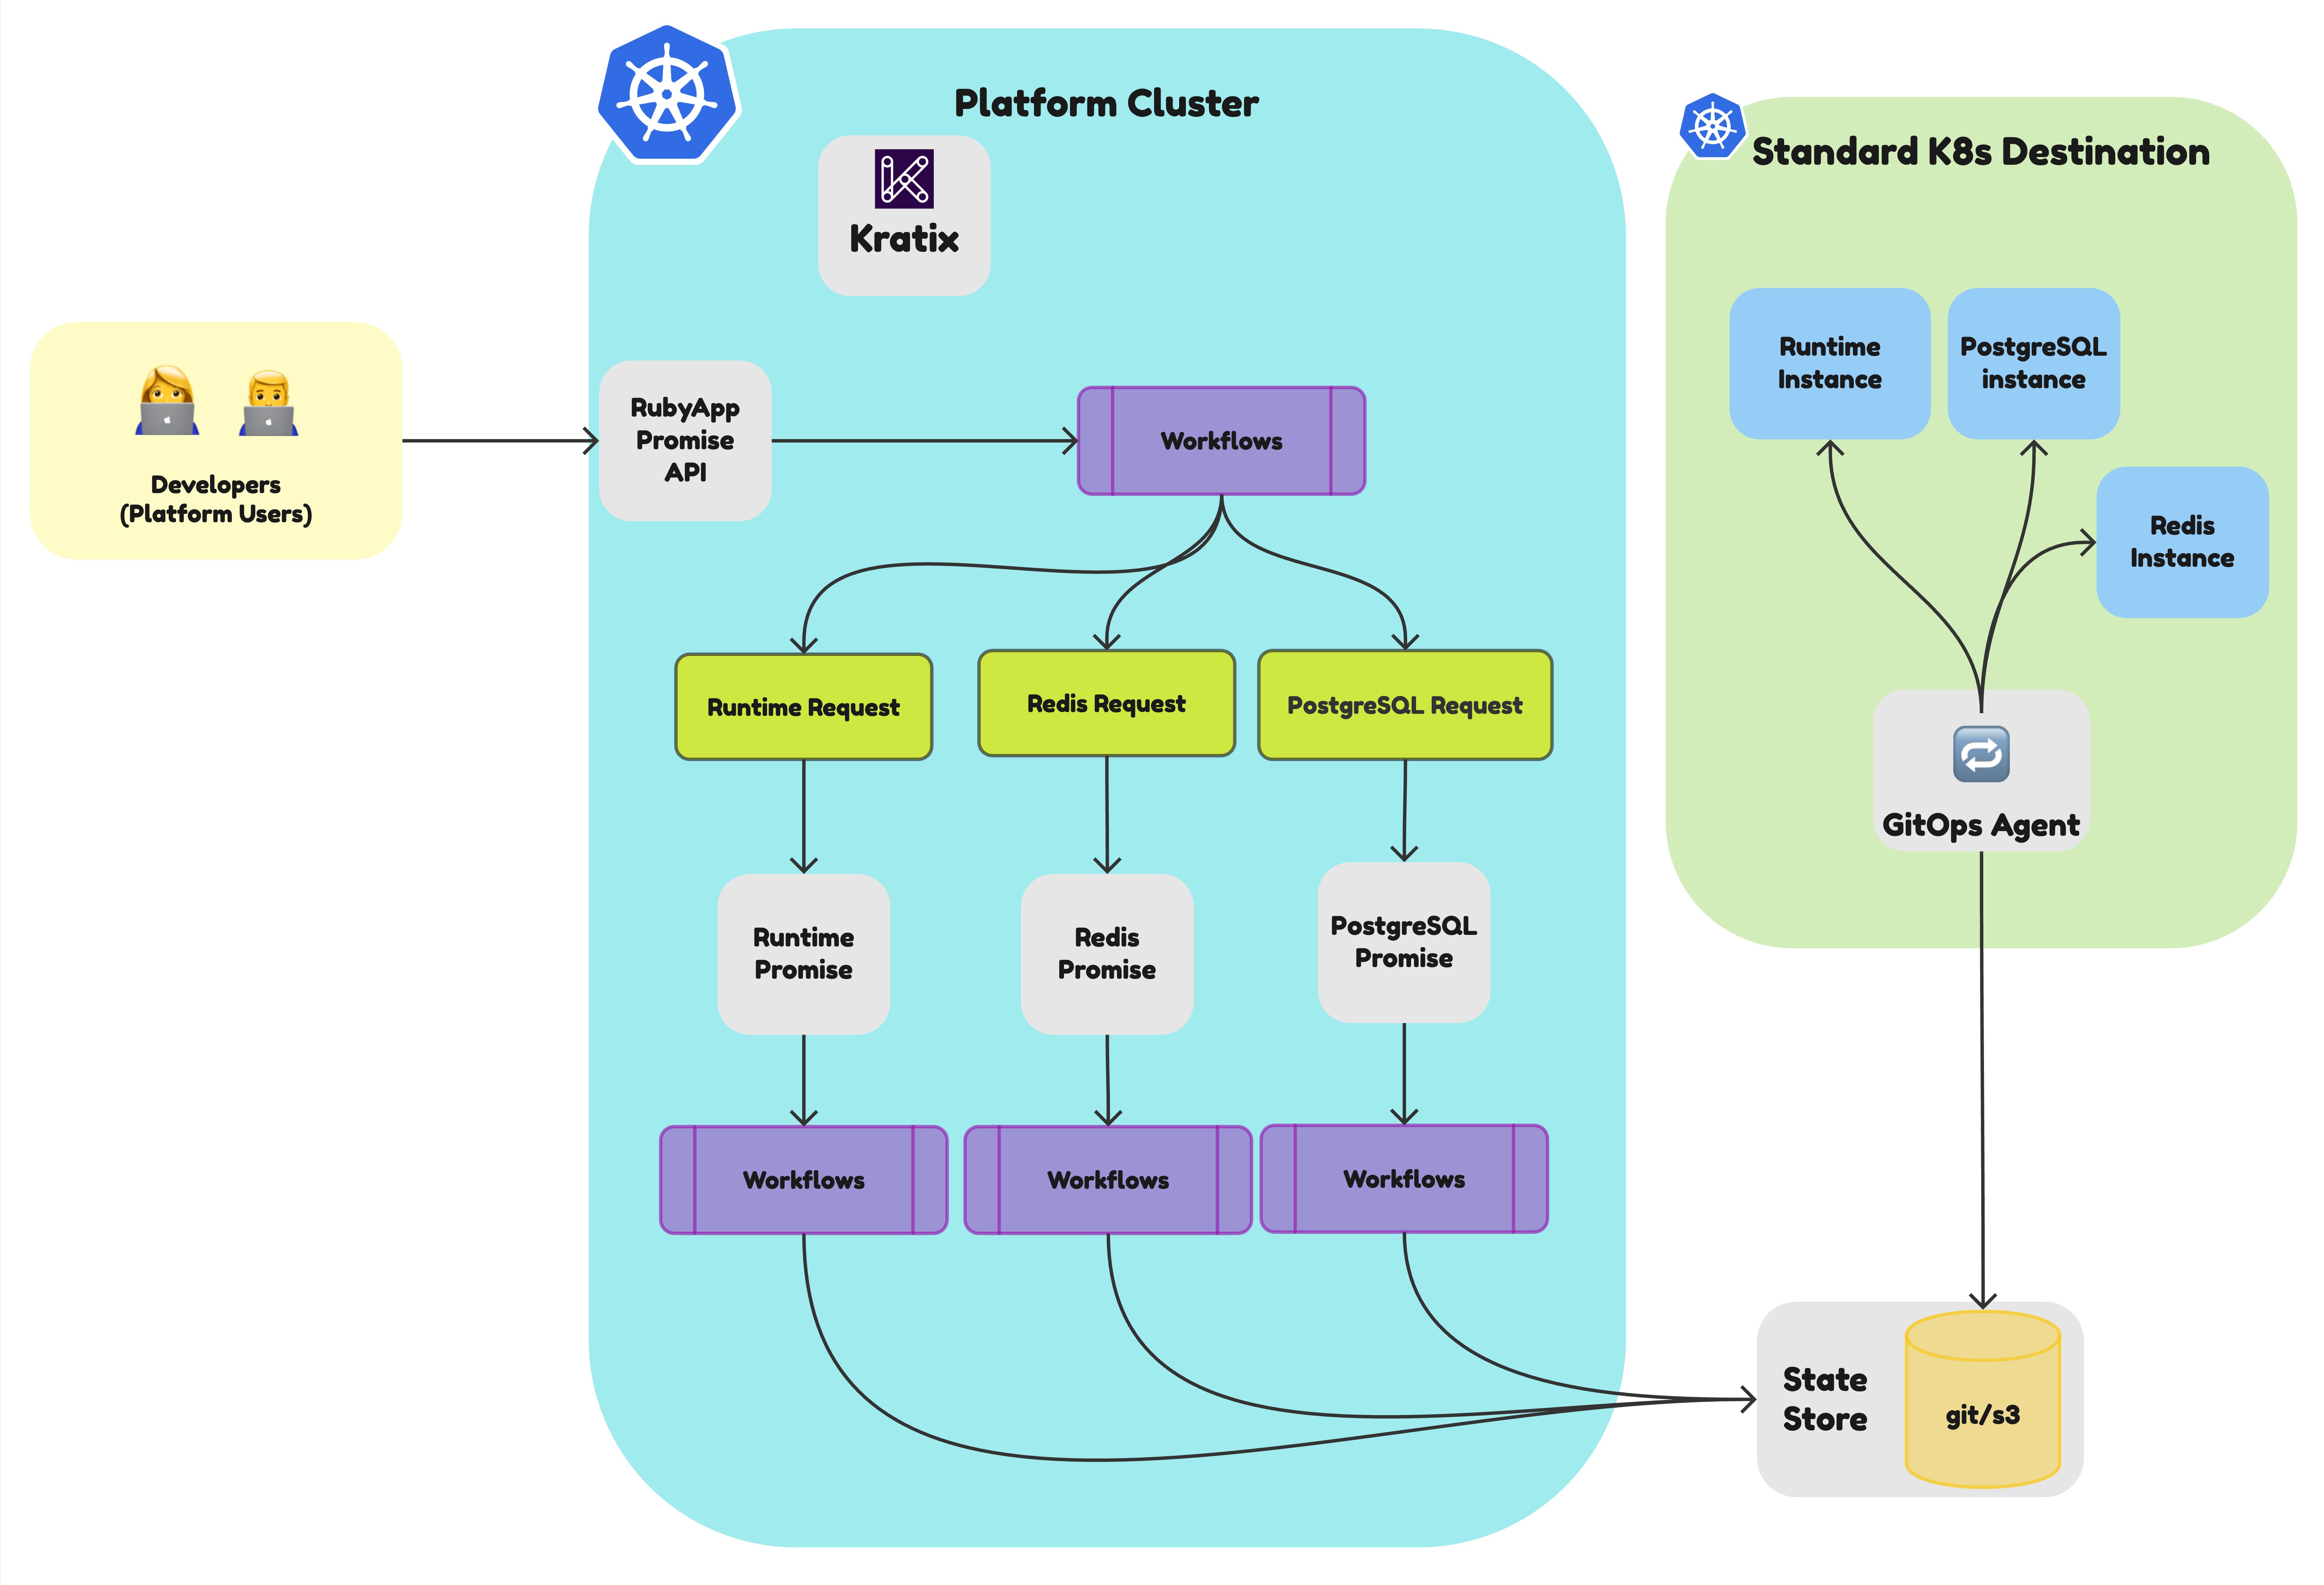 Platform Cluster
Kratix
Standard K8s Destination
Developers
(Platform Users)
RubyApp
Promise
API
Workflows
Runtime Request
Redis Request
PostgreSQL Request
Runtime
Promise
Redis
Promise
PostgreSQL
Promise
Workflows
Workflows
Workflows
Runtime
Instance
PostgreSQL
instance
Redis
Instance
GitOps Agent
State
Store
git/s3